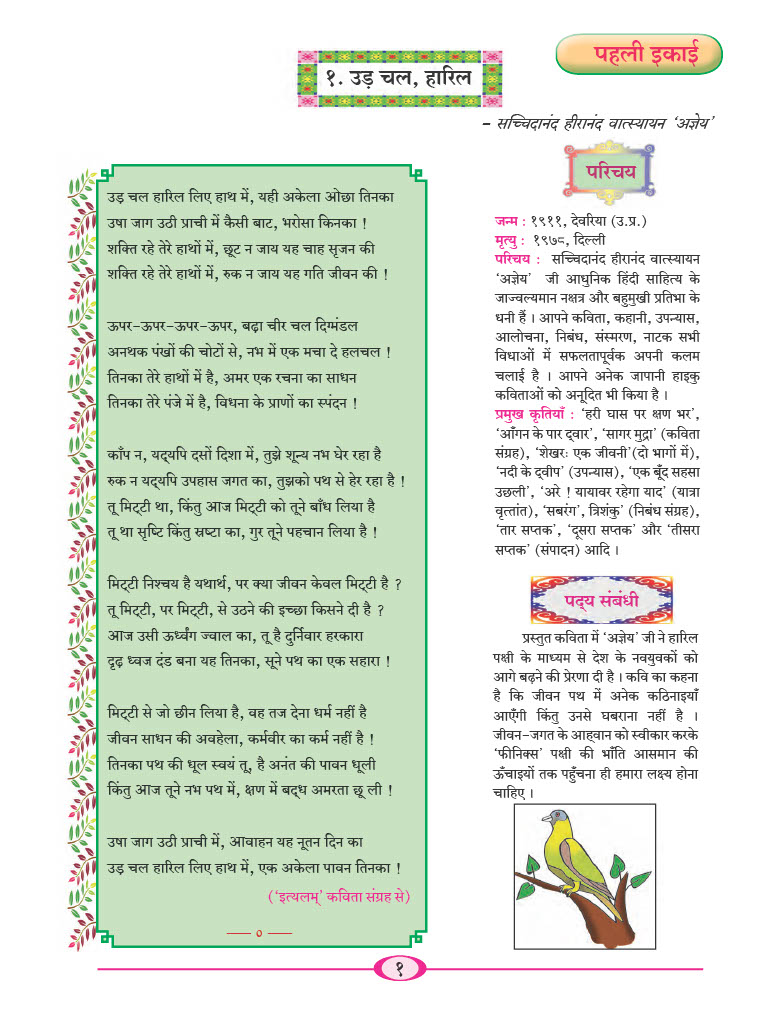 पहली इकाई
१. उड़ चल, हारिल
– सच्चिदानंद हीरानंद वात्स्यायन ‘अज्ञेय’
उड़ चल हारिल लिए हाथ में, यही अकेला ओछा तिनका
उषा जाग उठी प्राची में कैसी बाट, भरोसा किनका !
शक्ति रहे तेरे हाथों में, छूट न जाय यह चाह सृजन की
शक्ति रहे तेरे हाथों में, रुक न जाय यह गति जीवन की !
ऊपर-ऊपर-ऊपर-ऊपर, बढ़ा चीर चल दिग्मंडल
अनथक पंखों की चोटों से, नभ में एक मचा दे हलचल !
तिनका तेरे हाथों में है, अमर एक रचना का साधन
तिनका तेरे पंजे में है, विधना के प्राणों का स्पंदन !
काँप न, यद्‍यपि दसों दिशा में, तुझे शून्य नभ घेर रहा है
रुक न यद्‍यपि उपहास जगत का, तुझको पथ से हेर रहा है !
तू मिट्‍टी था, किंतु आज मिट्‍टी को तूने बाँध लिया है
तू था सृष्‍टि किंतु स्रष्‍टा का, गुर तूने पहचान लिया है !
मिट्‍टी निश्चय है यथार्थ, पर क्या जीवन केवल मिट्‍टी है ?
तू मिट्‍टी, पर मिट्‍टी, से उठने की इच्छा किसने दी है ?
आज उसी ऊर्ध्वंग ज्वाल का, तू है दुर्निवार हरकारा
दृढ़ ध्वज दंड बना यह तिनका, सूने पथ का एक सहारा !
मिट्‍टी से जो छीन लिया है, वह तज देना धर्म नहीं है
जीवन साधन की अवहेला, कर्मवीर का कर्म नहीं है !
तिनका पथ की धूल स्वयं तू, है अनंत की पावन धूली
किंतु आज तूने नभ पथ में, क्षण में बद्‍ध अमरता छू ली !
उषा जाग उठी प्राची में, आवाहन यह नूतन दिन का
उड़ चल हारिल लिए हाथ में, एक अकेला पावन तिनका !
(‘इत्यलम्’ कविता संग्रह से)
—— ० ——
परिचय
जन्म : १९११, देवरिया (उ.प्र.)
मृत्यु : १९७८, दिल्ली
परिचय : सच्चिदानंद हीरानंद वात्स्यायन
‘अज्ञेय’ जी आधुनिक हिंदी साहित्य के
जाज्वल्यमान नक्षत्र और बहुमुखी प्रतिभा के
धनी हैं । आपने कविता, कहानी, उपन्यास,
आलोचना, निबंध, संस्मरण, नाटक सभी
विधाओं में सफलतापूर्वक अपनी कलम
चलाई है । आपने अनेक जापानी हाइकु
कविताओं को अनूदित भी किया है ।
प्रमुख कृतियाँ : ‘हरी घास पर क्षण भर’,
‘आँगन के पार द्‍वार’, ‘सागर मुद्रा’ (कविता
संग्रह), ‘शेखरः एक जीवनी’(दो भागों में),
‘नदी के द्‍वीप’ (उपन्यास), ‘एक बूँद सहसा
उछली’, ‘अरे ! यायावर रहेगा याद’ (यात्रा
वृत्तांत), ‘सबरंग’, त्रिशंकु’ (निबंध संग्रह),
‘तार सप्तक’, ‘दूसरा सप्तक’ और ‘तीसरा
सप्तक’ (संपादन) आदि ।
पद्‍य संबंधी
प्रस्तुत कविता में ‘अज्ञेय’ जी ने हारिल
पक्षी के माध्यम से देश के नवयुवकों को
आगे बढ़ने की प्रेरणा दी है । कवि का कहना
है कि जीवन पथ में अनेक कठिनाइयाँ
आएँगी किंतु उनसे घबराना नहीं है ।
जीवन-जगत के आह्‍वान को स्वीकार करके
‘फीनिक्स’ पक्षी की भाँति आसमान की
ऊँचाइयों तक पहुँचना ही हमारा लक्ष्य होना
चाहिए ।
१